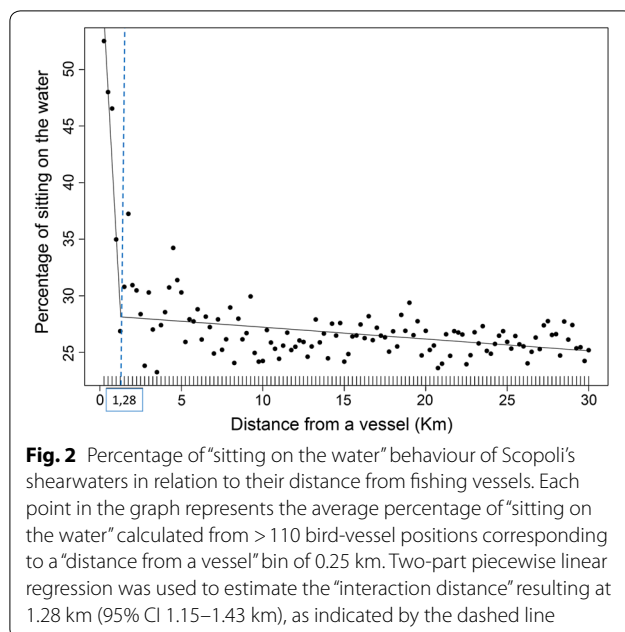 50
45
40
35
30
25
Percentage of sitting on the water
0 5 10 15 20 25 30
1,28
Distance from a vessel (Km)
Fig. 2 Percentage of “sitting on the water” behaviour of Scopoli’s
shearwaters in relation to their distance from fishing vessels. Each
point in the graph represents the average percentage of “sitting on
the water” calculated from > 110 bird-vessel positions corresponding
to a “distance from a vessel” bin of 0.25 km. Two-part piecewise linear
regression was used to estimate the “interaction distance” resulting at
1.28 km (95% CI 1.15–1.43 km), as indicated by the dashed line